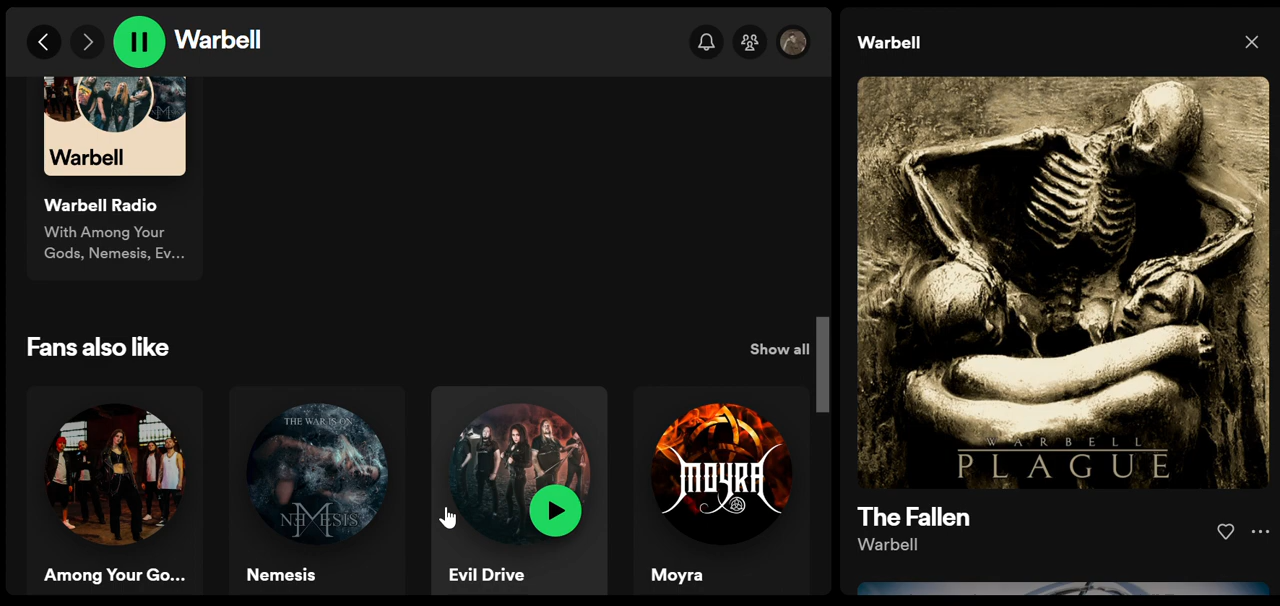 Warbell
Warbell
Warbell Radio
With Among Your
Gods, Nemesis, Ev...
Fans also like
Show all
THE WAR IS ON
NEMESIS
MOYRA
Among Your Go...
Nemesis
Evil Drive
Moyra
Warbell
WARBELL
PLAGUE
The Fallen
Warbell